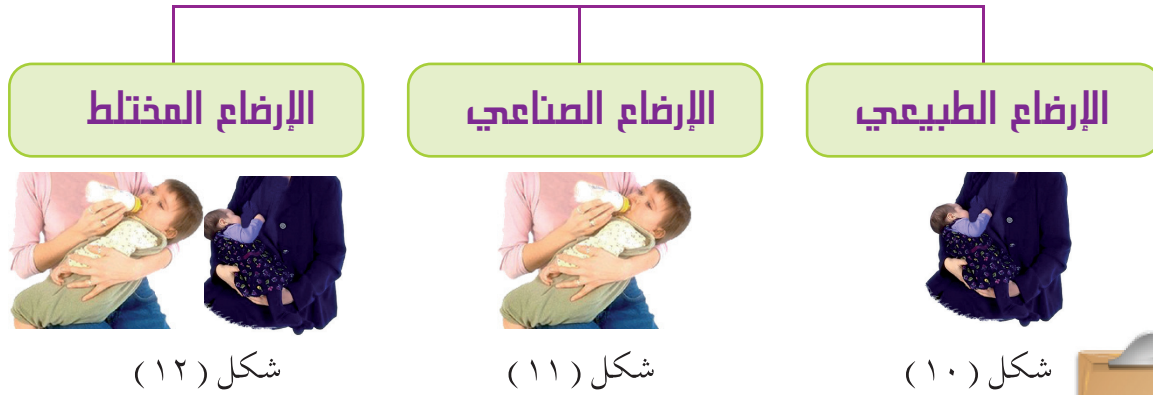 الإرضاع الطبيعي
الإرضاع الصناعي
الإرضاع المختلط
شكل (١٠)
شكل (١١)
شكل (١٢)